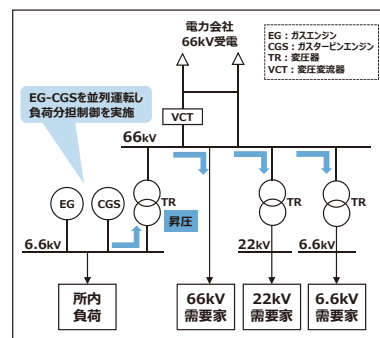 電力会社
66kV受電
EG：ガスエンジン
CGS：ガスタービンエンジン
TR：変圧器
VCT：変圧変流器
EG-CGSを並列運転し
負荷分担制御を実施
VCT
66kV
EG
CGS
TR
昇圧
TR
TR
6.6kV
22kV
6.6kV
所内
負荷
66kV
需要家
22kV
需要家
6.6kV
需要家